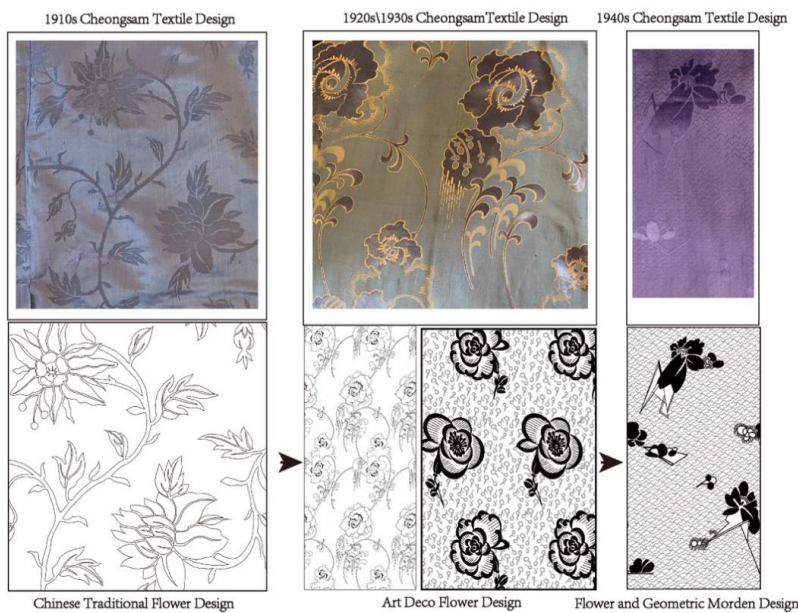 1910s Cheongsam Textile Design
1920s\1930s CheongsamTextile Design
1940s Cheongsam Textile Design
Chinese Traditional Flower Design
Art Deco Flower Design
Flower and Geometric Morden Design